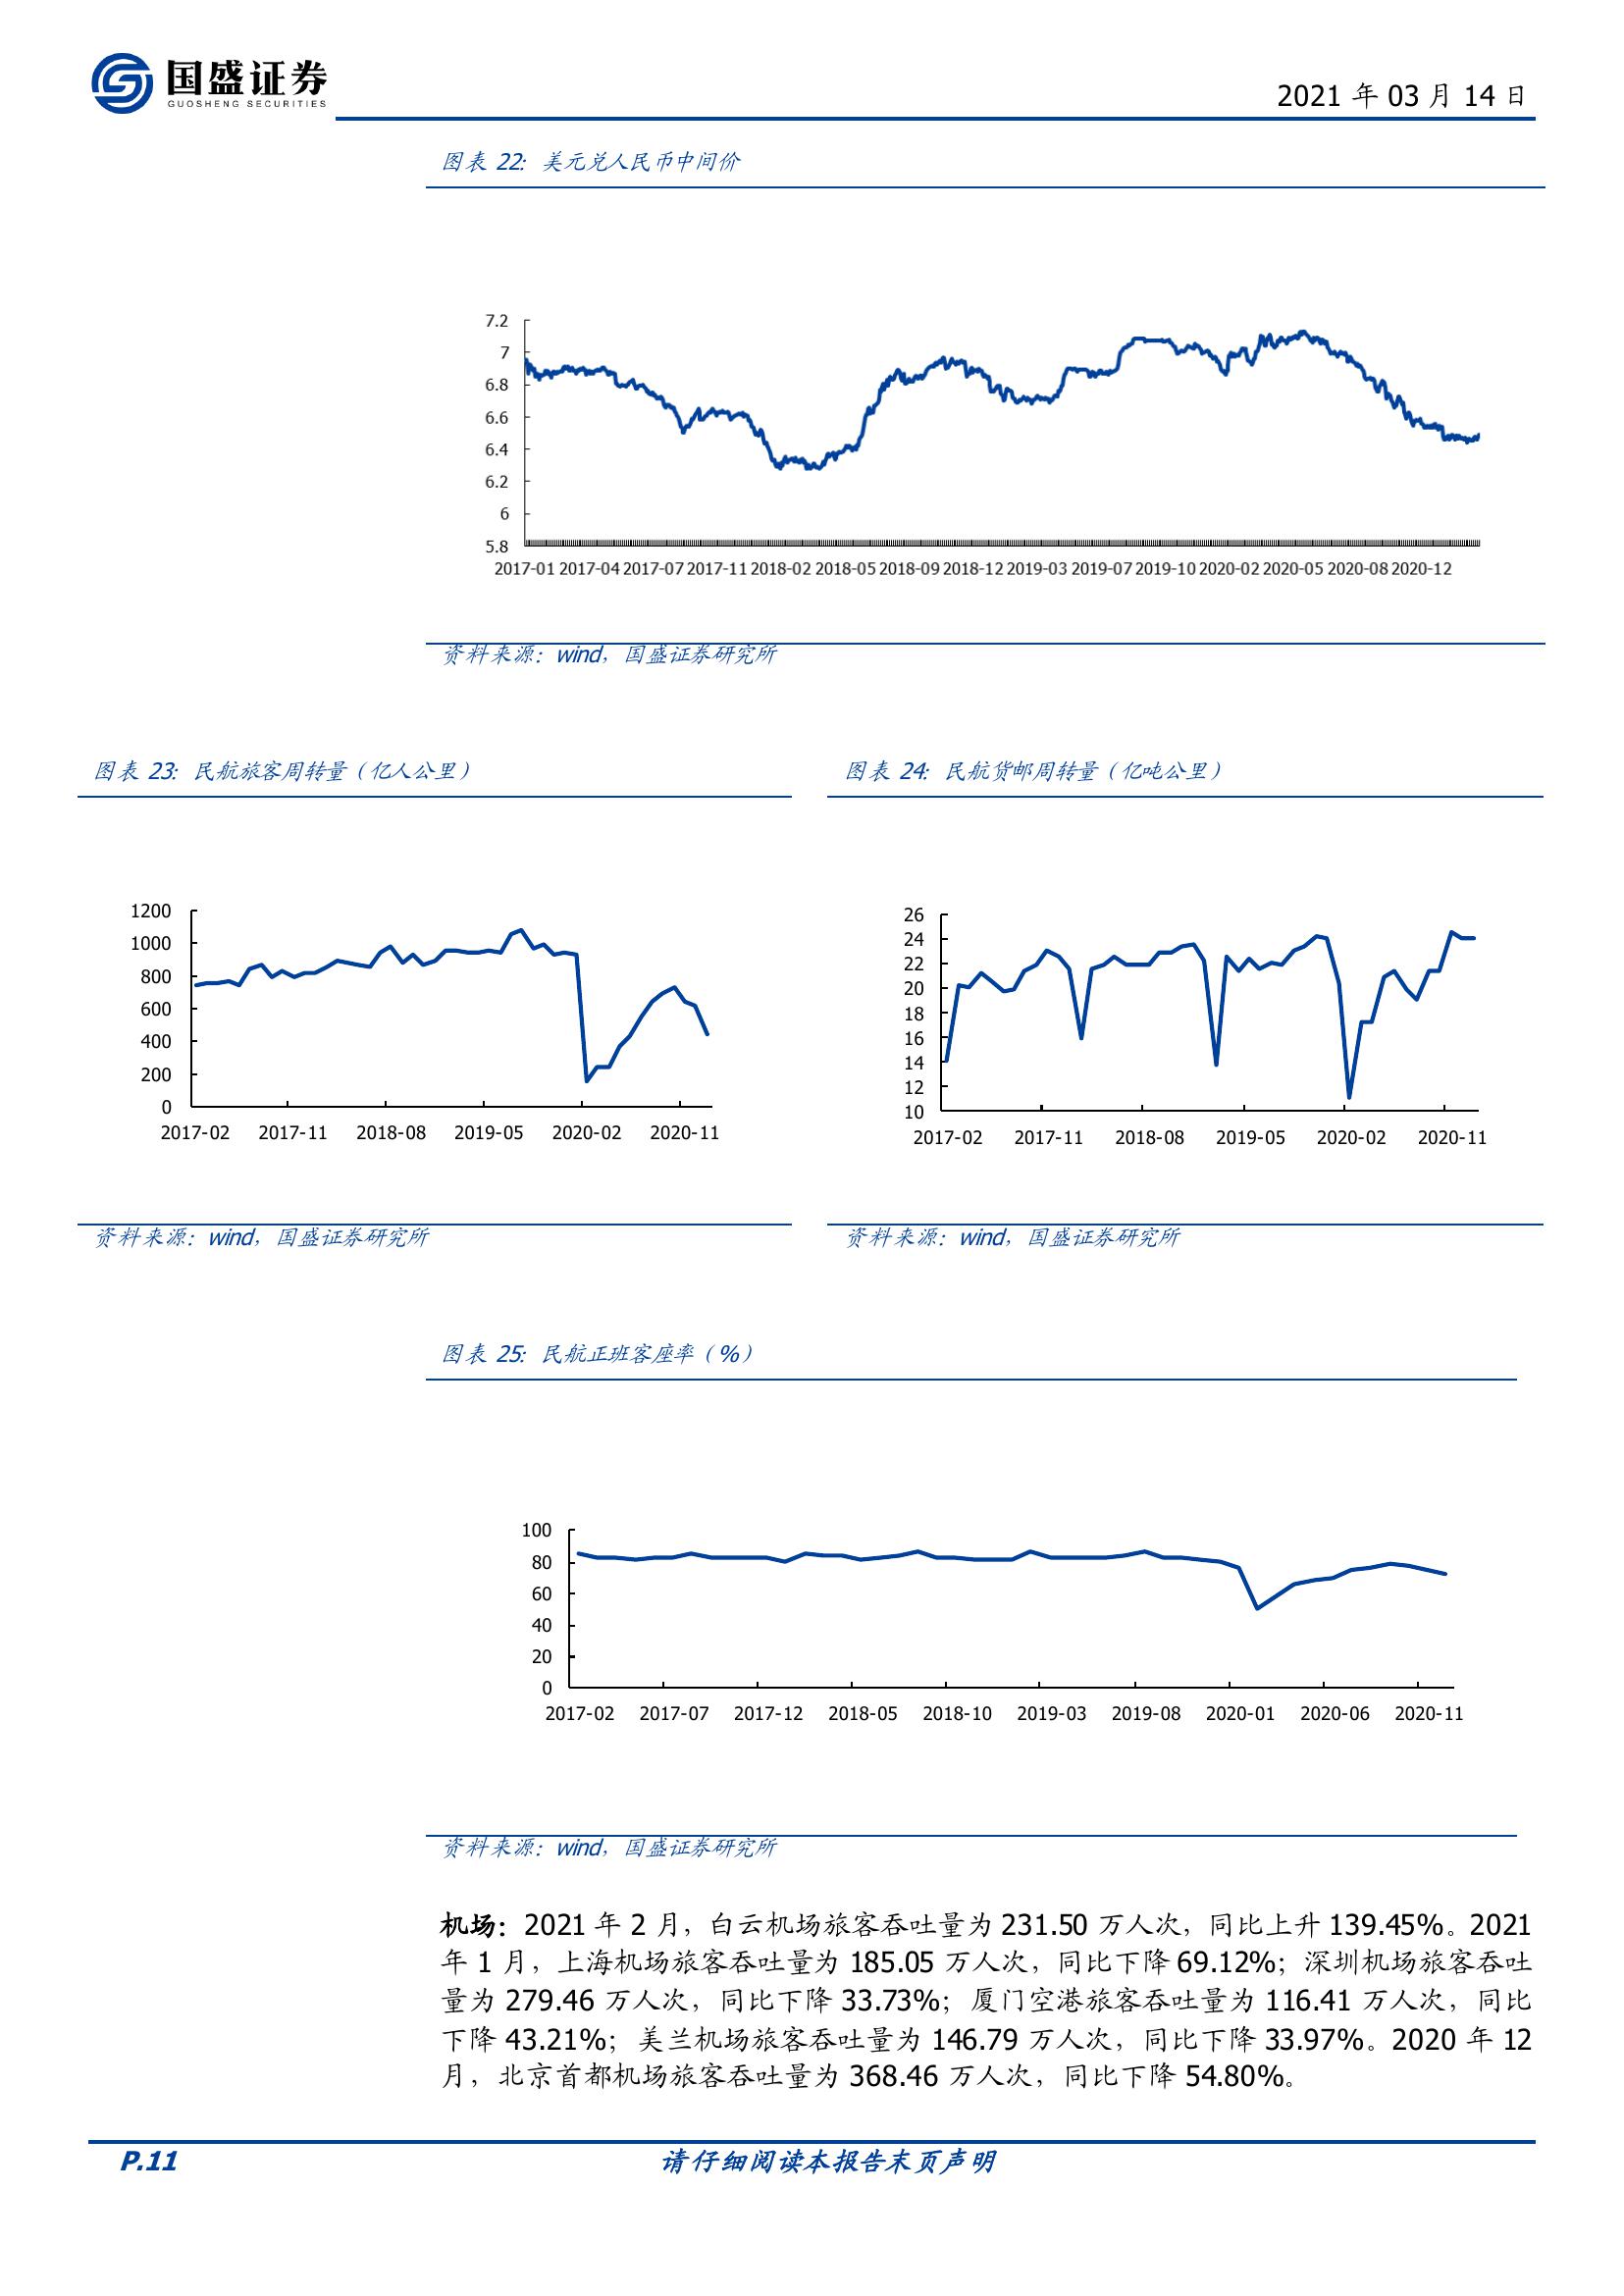 国盛证券
GUOSHENG SECURITIES
2021 年 03 月 14 日
图表 22: 美元兑人民币中间价
7.2
7
6.8
6.6
6.4
6.2
6
5.8
2017-01 2017-04 2017-07 2017-11 2018-02 2018-05 2018-09 2018-12 2019-03 2019-07 2019-10 2020-02 2020-05 2020-08 2020-12
资料来源：wind，国盛证券研究所
图表 23: 民航旅客周转量（亿人公里）
1200
1000
800
600
400
200
0
2017-02 2017-11 2018-08 2019-05 2020-02 2020-11
资料来源：wind，国盛证券研究所
图表 24: 民航货邮周转量（亿吨公里）
26
24
22
20
18
16
14
12
10
2017-02 2017-11 2018-08 2019-05 2020-02 2020-11
资料来源：wind，国盛证券研究所
图表 25: 民航正班客座率（%）
100
80
60
40
20
0
2017-02 2017-07 2017-12 2018-05 2018-10 2019-03 2019-08 2020-01 2020-06 2020-11
资料来源：wind，国盛证券研究所
机场：2021 年 2 月，白云机场旅客吞吐量为 231.50 万人次，同比上升 139.45%。2021
年 1 月，上海机场旅客吞吐量为 185.05 万人次，同比下降 69.12%；深圳机场旅客吞吐
量为 279.46 万人次，同比下降 33.73%；厦门空港旅客吞吐量为 116.41 万人次，同比
下降 43.21%；美兰机场旅客吞吐量为 146.79 万人次，同比下降 33.97%。2020 年 12
月，北京首都机场旅客吞吐量为 368.46 万人次，同比下降 54.80%。
P.11
请仔细阅读本报告末页声明